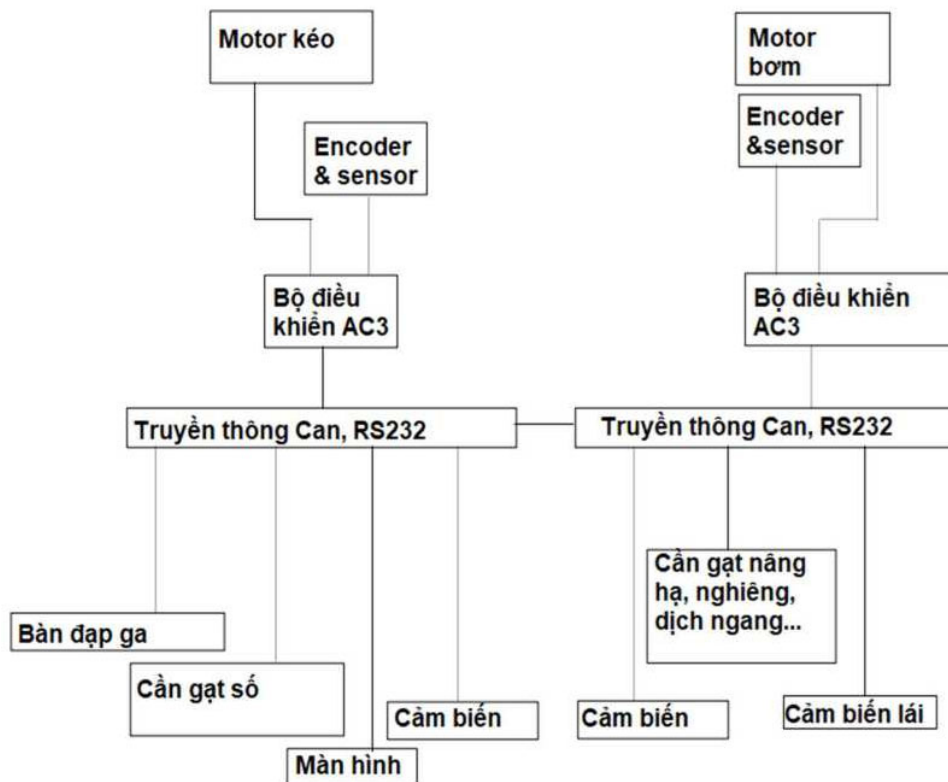 Motor kéo
Motor
bơm
Encoder
& sensor
Encoder
&sensor
Bộ điều
khiển AC3
Bộ điều khiển
AC3
Truyền thông Can, RS232
Truyền thông Can, RS232
Cần gạt nâng
hạ, nghiêng,
dịch ngang...
Bàn đạp ga
Cần gạt số
Cảm biến
Cảm biến
Cảm biến lái
Màn hình